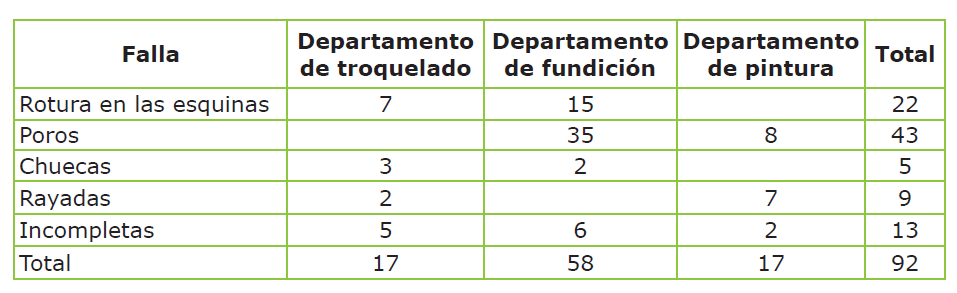 Falla Departamento de troquelado Departamento de fundición Departamento de pintura Total
Rotura en las esquinas 7 15 22
Poros 35 8 43
Chuecas 3 2 5
Rayadas 2 7 9
Incompletas 5 6 2 13
Total 17 58 17 92